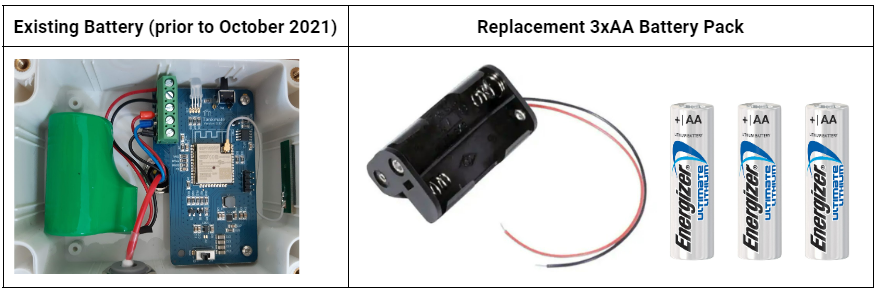 Existing Battery (prior to October 2021)
Replacement 3xAA Battery Pack
+| AA
+| AA
+| AA
Energizer
ULTIMATE
LITHIUM
Energizer
ULTIMATE
LITHIUM
Energizer
ULTIMATE
LITHIUM